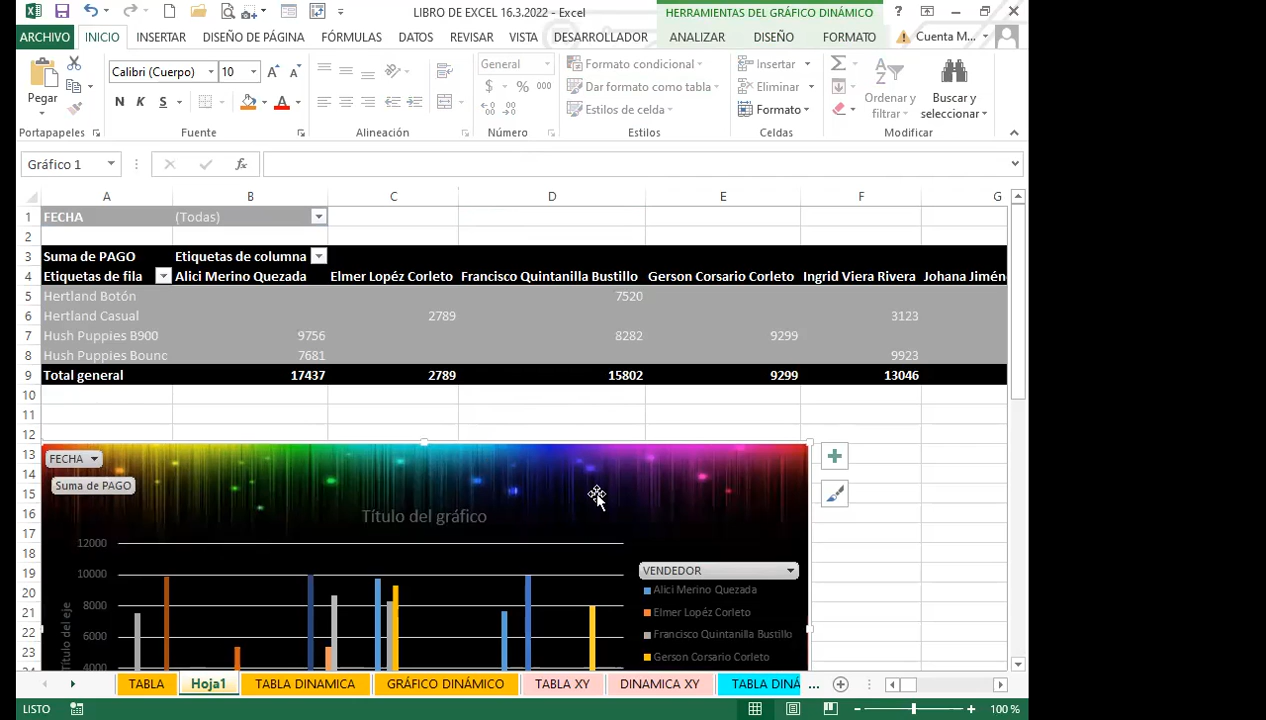 LIBRO DE EXCEL 16.3.2022 - Excel
HERRAMIENTAS DEL GRÁFICO DINÁMICO
ARCHIVO INICIO INSERTAR DISEÑO DE PÁGINA FÓRMULAS DATOS REVISAR VISTA DESARROLLADOR ANALIZAR DISEÑO FORMATO Cuenta M...
Pegar
Calibri (Cuerpo) 10
N K S
General
$ % 000
Formato condicional
Dar formato como tabla
Estilos de celda
Insertar
Eliminar
Formato
Ordenar y filtrar
Buscar y seleccionar
Portapapeles Fuente Alineación Número Estilos Celdas Modificar
Gráfico 1 fx
A B C D E F G
1 FECHA (Todas)
2
3 Suma de PAGO Etiquetas de columna
4 Etiquetas de fila Alici Merino Quezada Elmer Lopéz Corleto Francisco Quintanilla Bustillo Gerson Corsario Corleto Ingrid Viera Rivera Johana Jimén
5 Hertland Botón 7520
6 Hertland Casual 2789 3123
7 Hush Puppies B900 9756 8282 9299
8 Hush Puppies Bounc 7681 9923
9 Total general 17437 2789 15802 9299 13046
10
11
12
13
14
15
16
17
18
19
20
21
22
23
FECHA
Suma de PAGO
Título del gráfico
12000
10000
8000
6000
4000
Título del eje
VENDEDOR
Alici Merino Quezada
Elmer Lopéz Corleto
Francisco Quintanilla Bustillo
Gerson Corsario Corleto
TABLA Hoja1 TABLA DINAMICA GRÁFICO DINÁMICO TABLA XY DINAMICA XY TABLA DINÁ ...
LISTO 100 %